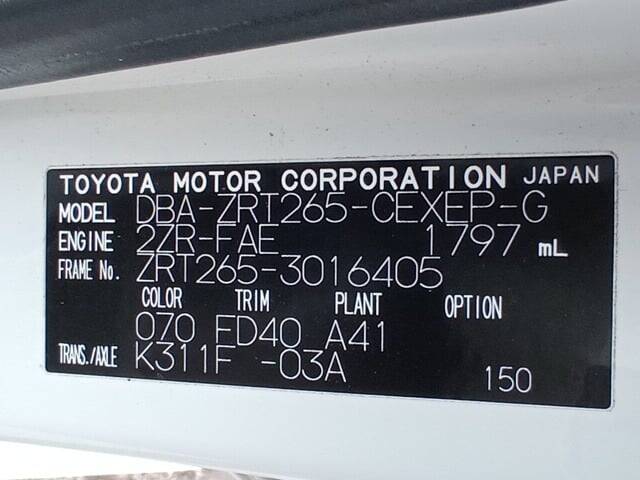 TOYOTA MOTOR CORPORATION JAPAN
MODEL DBA-ZRT265-CEXEP-G
ENGINE 2ZR-FAE 1797 mL
FRAME No. ZRT265-3016405
COLOR TRIM PLANT OPTION
070 FD40 A41
TRANS./AXLE K311F -03A
150